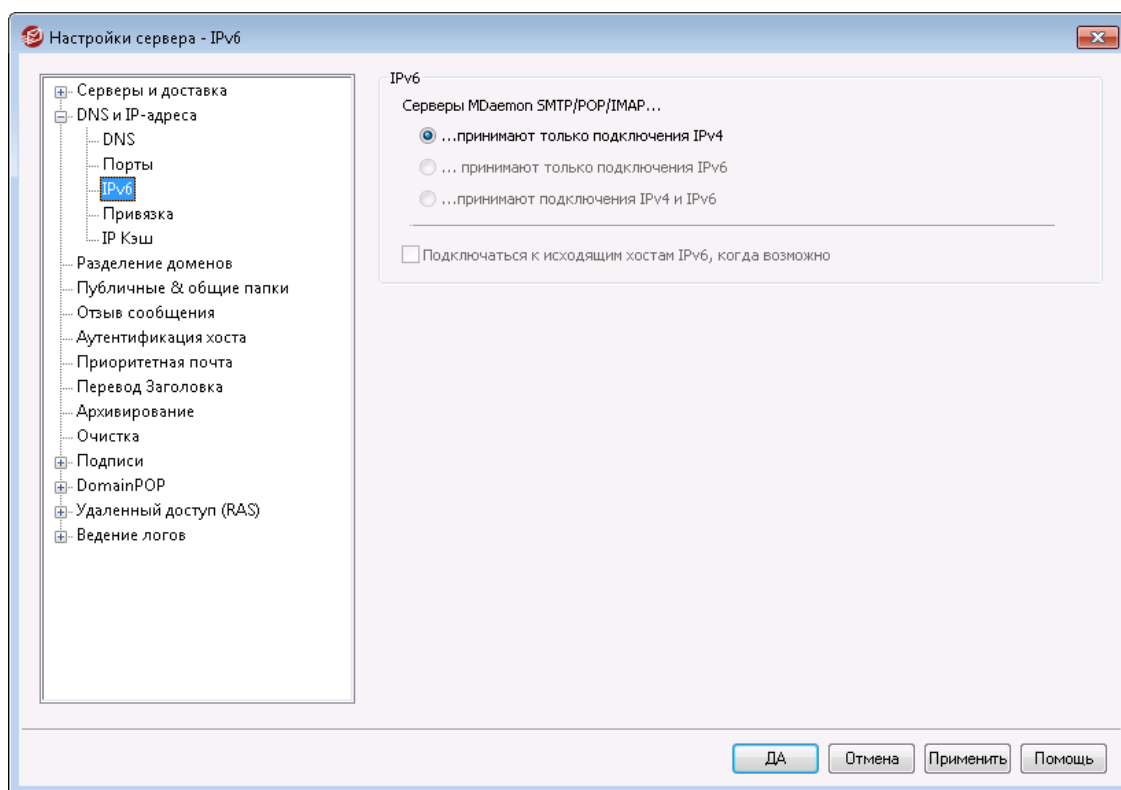 Настройки сервера - IPv6
Серверы и доставка
DNS и IP-адреса
DNS
Порты
IPv6
Привязка
IP Кэш
Разделение доменов
Публичные & общие папки
Отзыв сообщения
Аутентификация хоста
Приоритетная почта
Перевод Заголовка
Архивирование
Очистка
Подписи
DomainPOP
Удаленный доступ (RAS)
Ведение логов
IPv6
Серверы MDaemon SMTP/POP/IMAP...
...принимают только подключения IPv4
... принимают только подключения IPv6
...принимают подключения IPv4 и IPv6
Подключаться к исходящим хостам IPv6, когда возможно
ДА
Отмена
Применить
Помощь